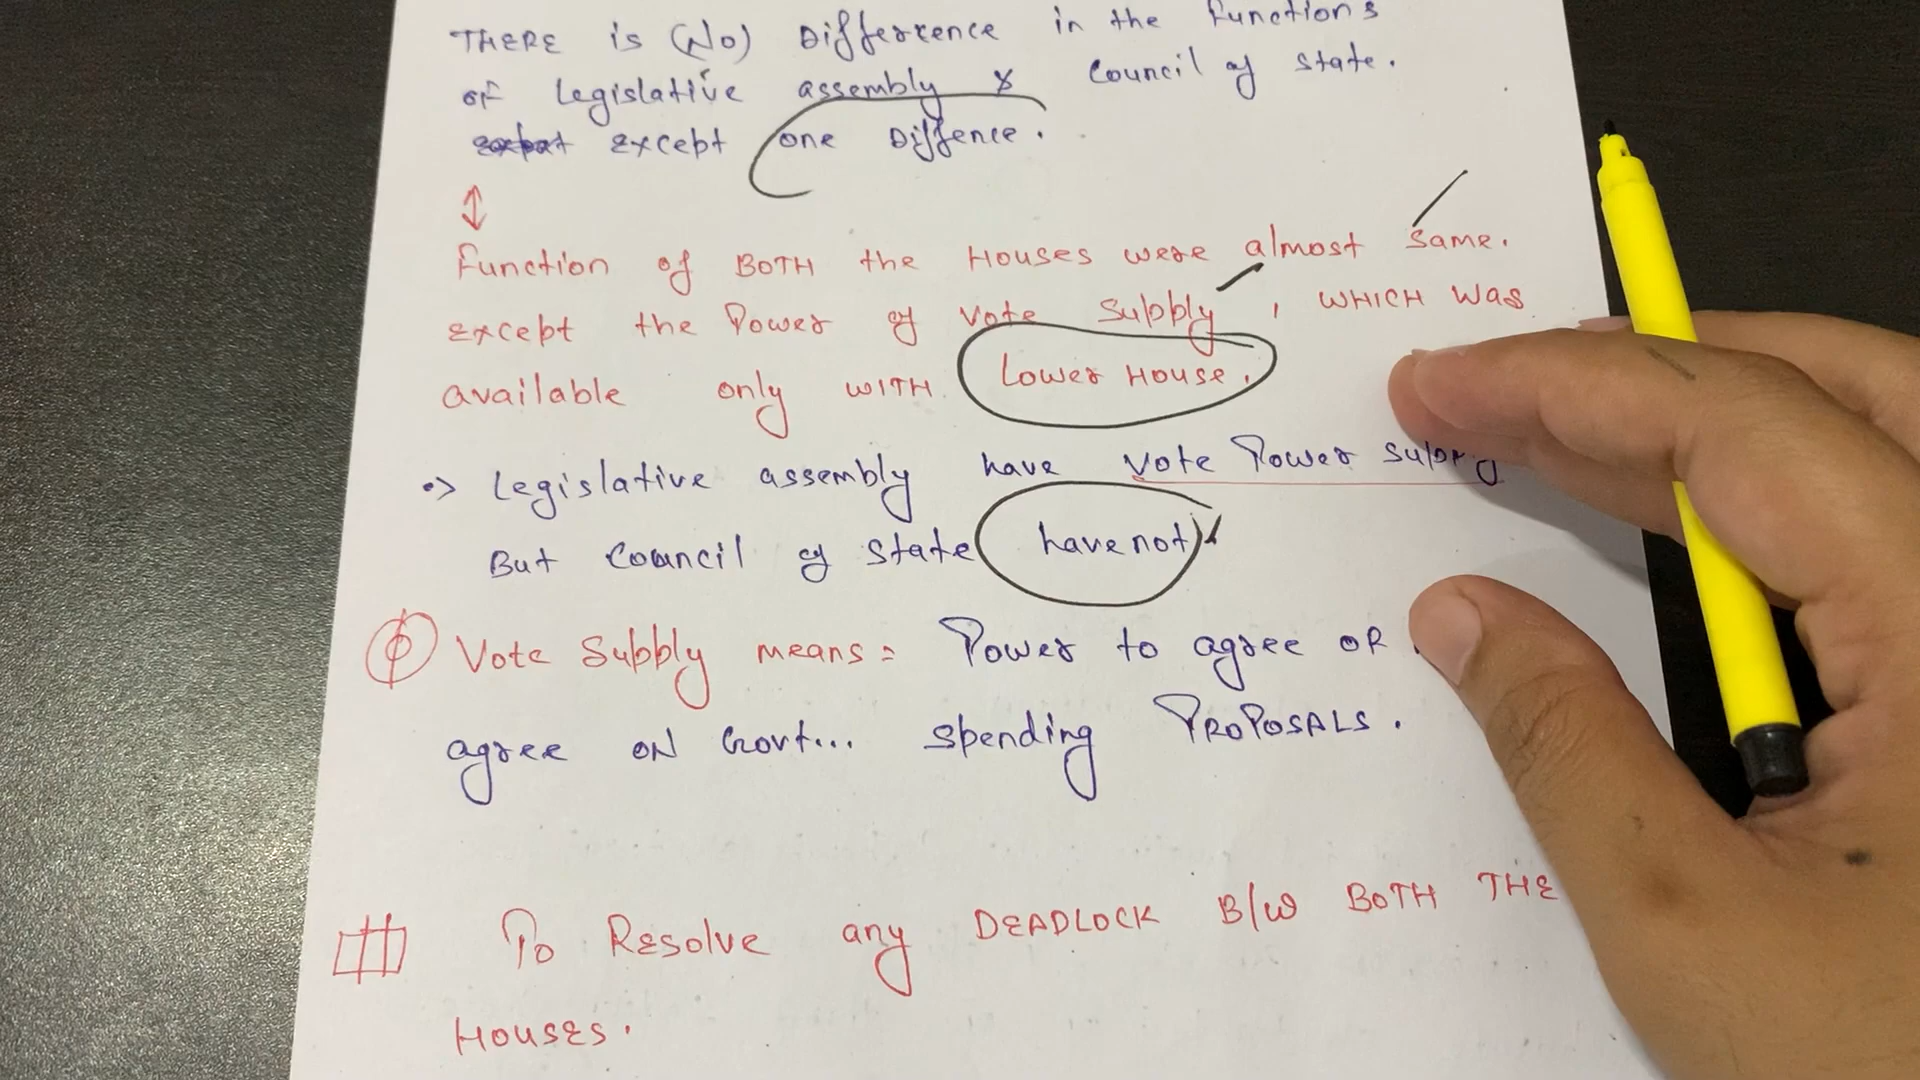 THERE is (No) Differrence in the functions
of legislative assembly & Council of state.
except one Diffence.
function of BOTH the HOUSES were almost same.
except the Power of vote Supply, WHICH was
available only WITH Lower House.
Legislative assembly have vote Power supply
But Council of state have not
Vote Supply means = Power to agree OR
agree ON Govt... spending PROPOSALS.
To Resolve any DEADLOCK B/W BOTH THE
HOUSES.